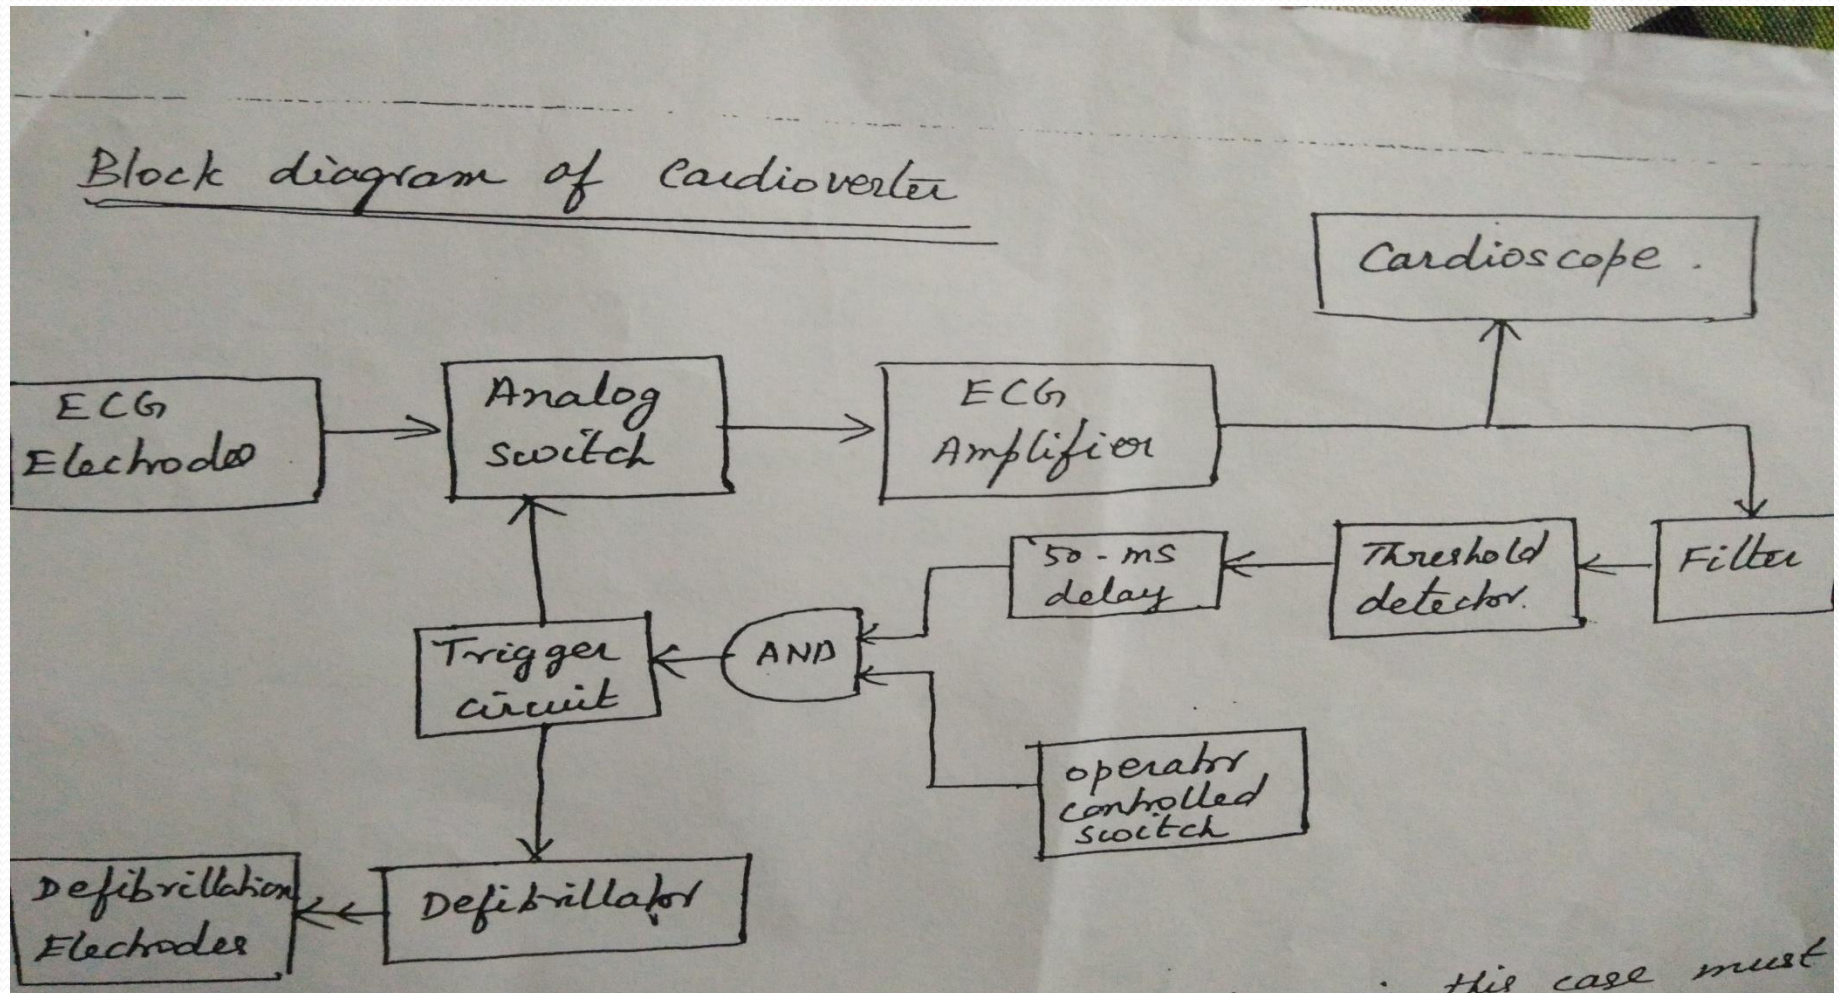 Block diagram of Cardioverter
Cardioscope .
ECG
Electrodes
Analog
switch
ECG
Amplifier
50-ms
delay
Threshold
detector.
Filter
Trigger
circuit
AND
operator
controlled
switch
Defibrillation
Electrodes
Defibrillator
this case must